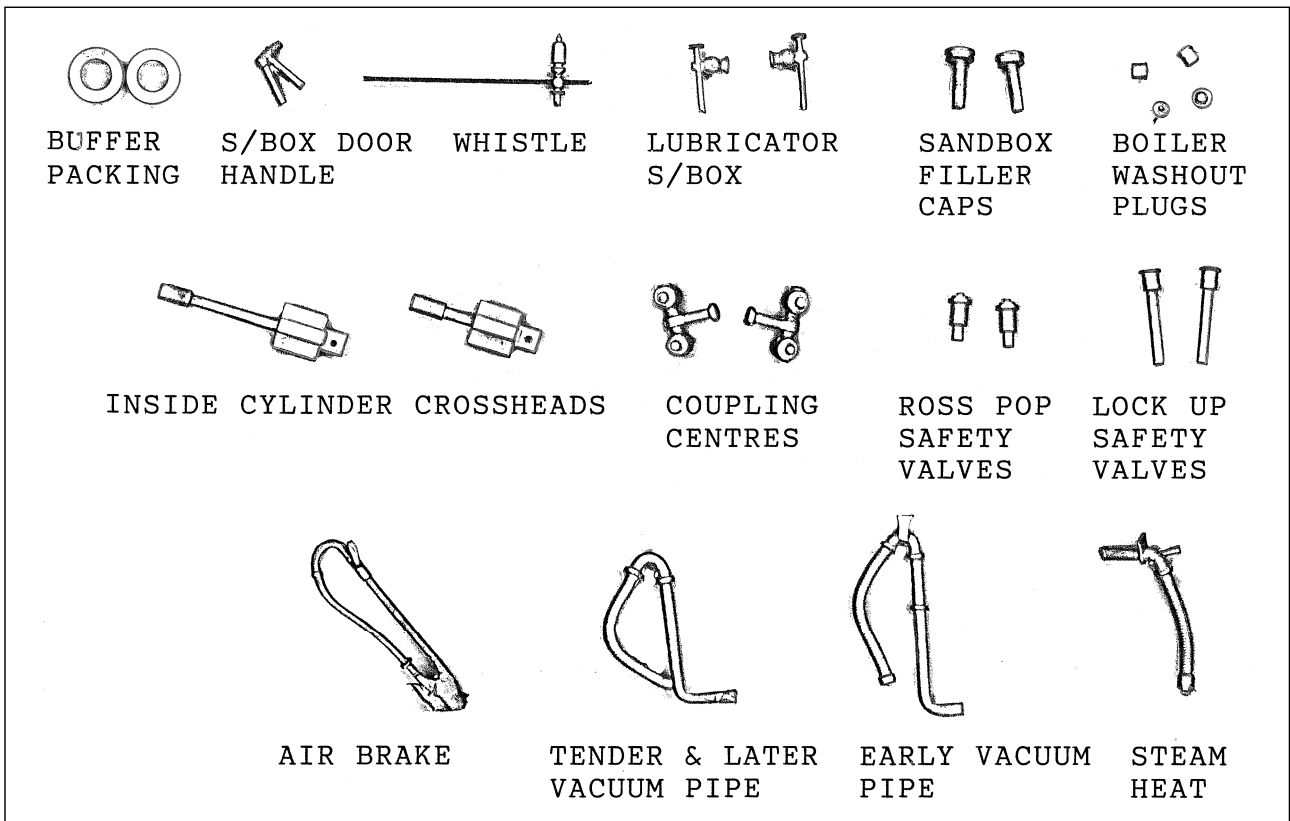 BUFFER PACKING
S/BOX DOOR HANDLE
WHISTLE
LUBRICATOR S/BOX
SANDBOX FILLER CAPS
BOILER WASHOUT PLUGS
INSIDE CYLINDER CROSSHEADS
COUPLING CENTRES
ROSS POP SAFETY VALVES
LOCK UP SAFETY VALVES
AIR BRAKE
TENDER & LATER VACUUM PIPE
EARLY VACUUM PIPE
STEAM HEAT